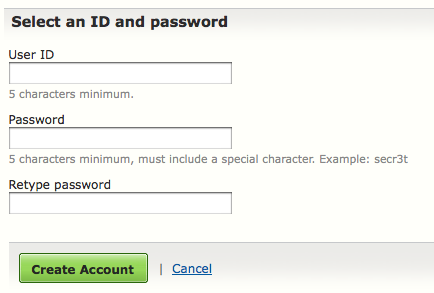 Select an ID and password
User ID
5 characters minimum.
Password
5 characters minimum, must include a special character. Example: secr3t
Retype password
Create Account | Cancel